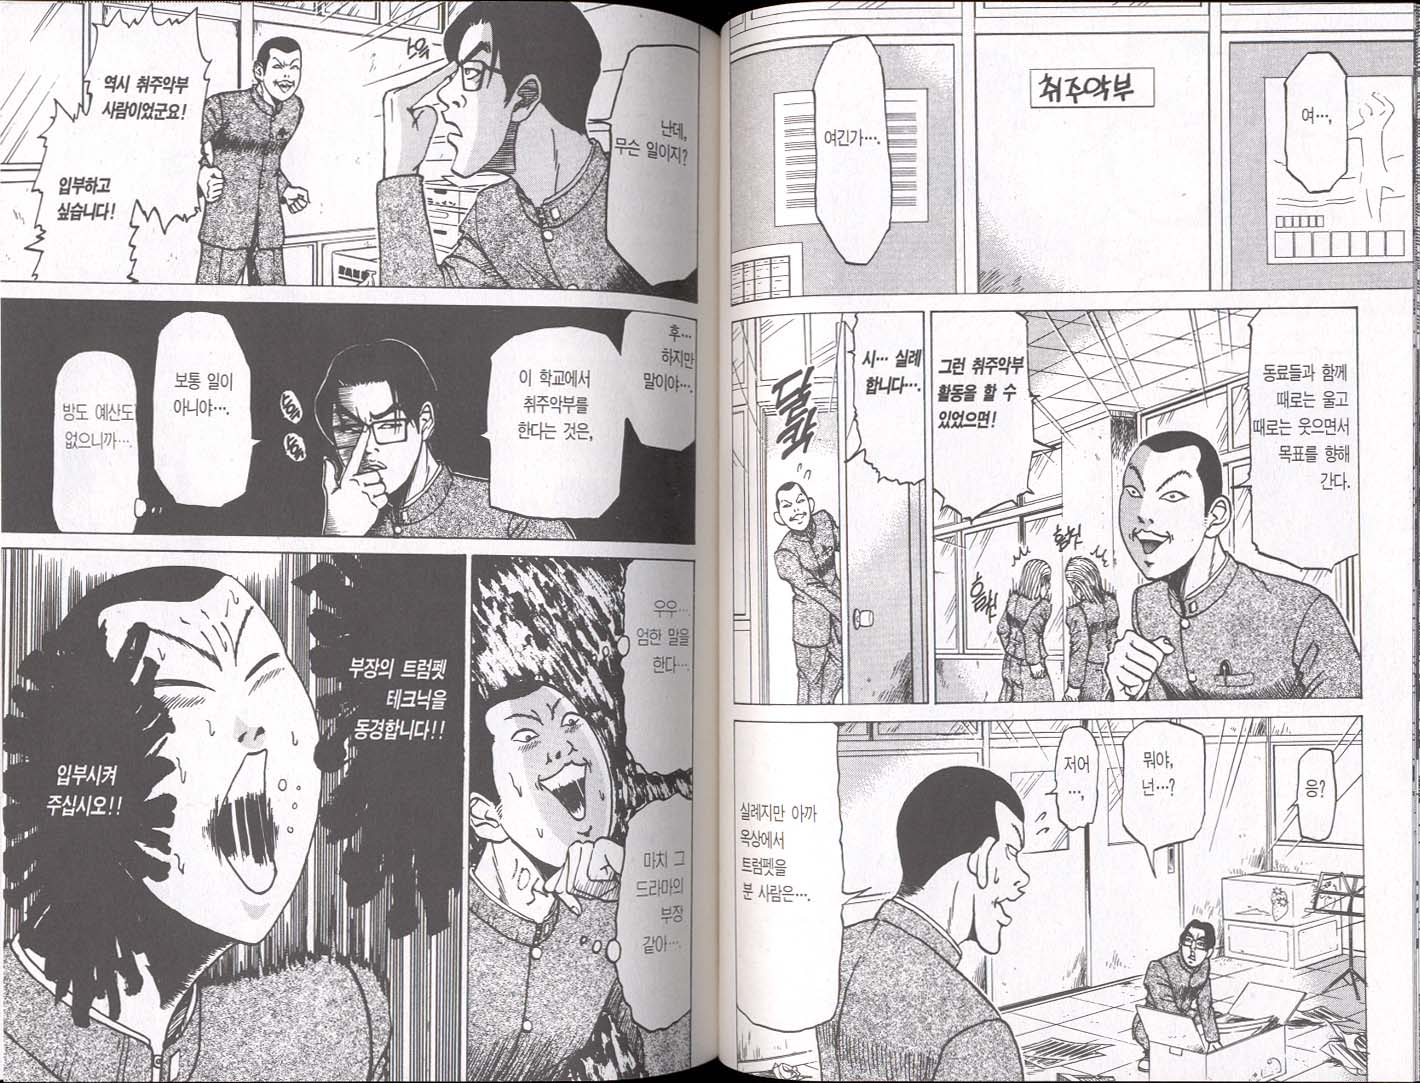 여…,
취주악부
여긴가….
동료들과 함께
때로는 울고
때로는 웃으면서
목표를 향해
간다.
그런 취주악부
활동을 할 수
있었으면!
움찔
시… 실례
합니다….
응?
뭐야,
넌…?
저어
…,
실례지만 아까
옥상에서
트럼펫을
분 사람은….
난데,
무슨 일이지?
스윽
역시 취주악부
사람이었군요!
입부하고
싶습니다!
후…
하지만
말이야….
이 학교에서
취주악부를
한다는 것은,
보통 일이
아니야….
방도 예산도
없으니까….
우우…
엄한 말을
한다….
마치 그
드라마의
부장
같아….
부장의 트럼펫
테크닉을
동경합니다!!
입부시켜
주십시오!!